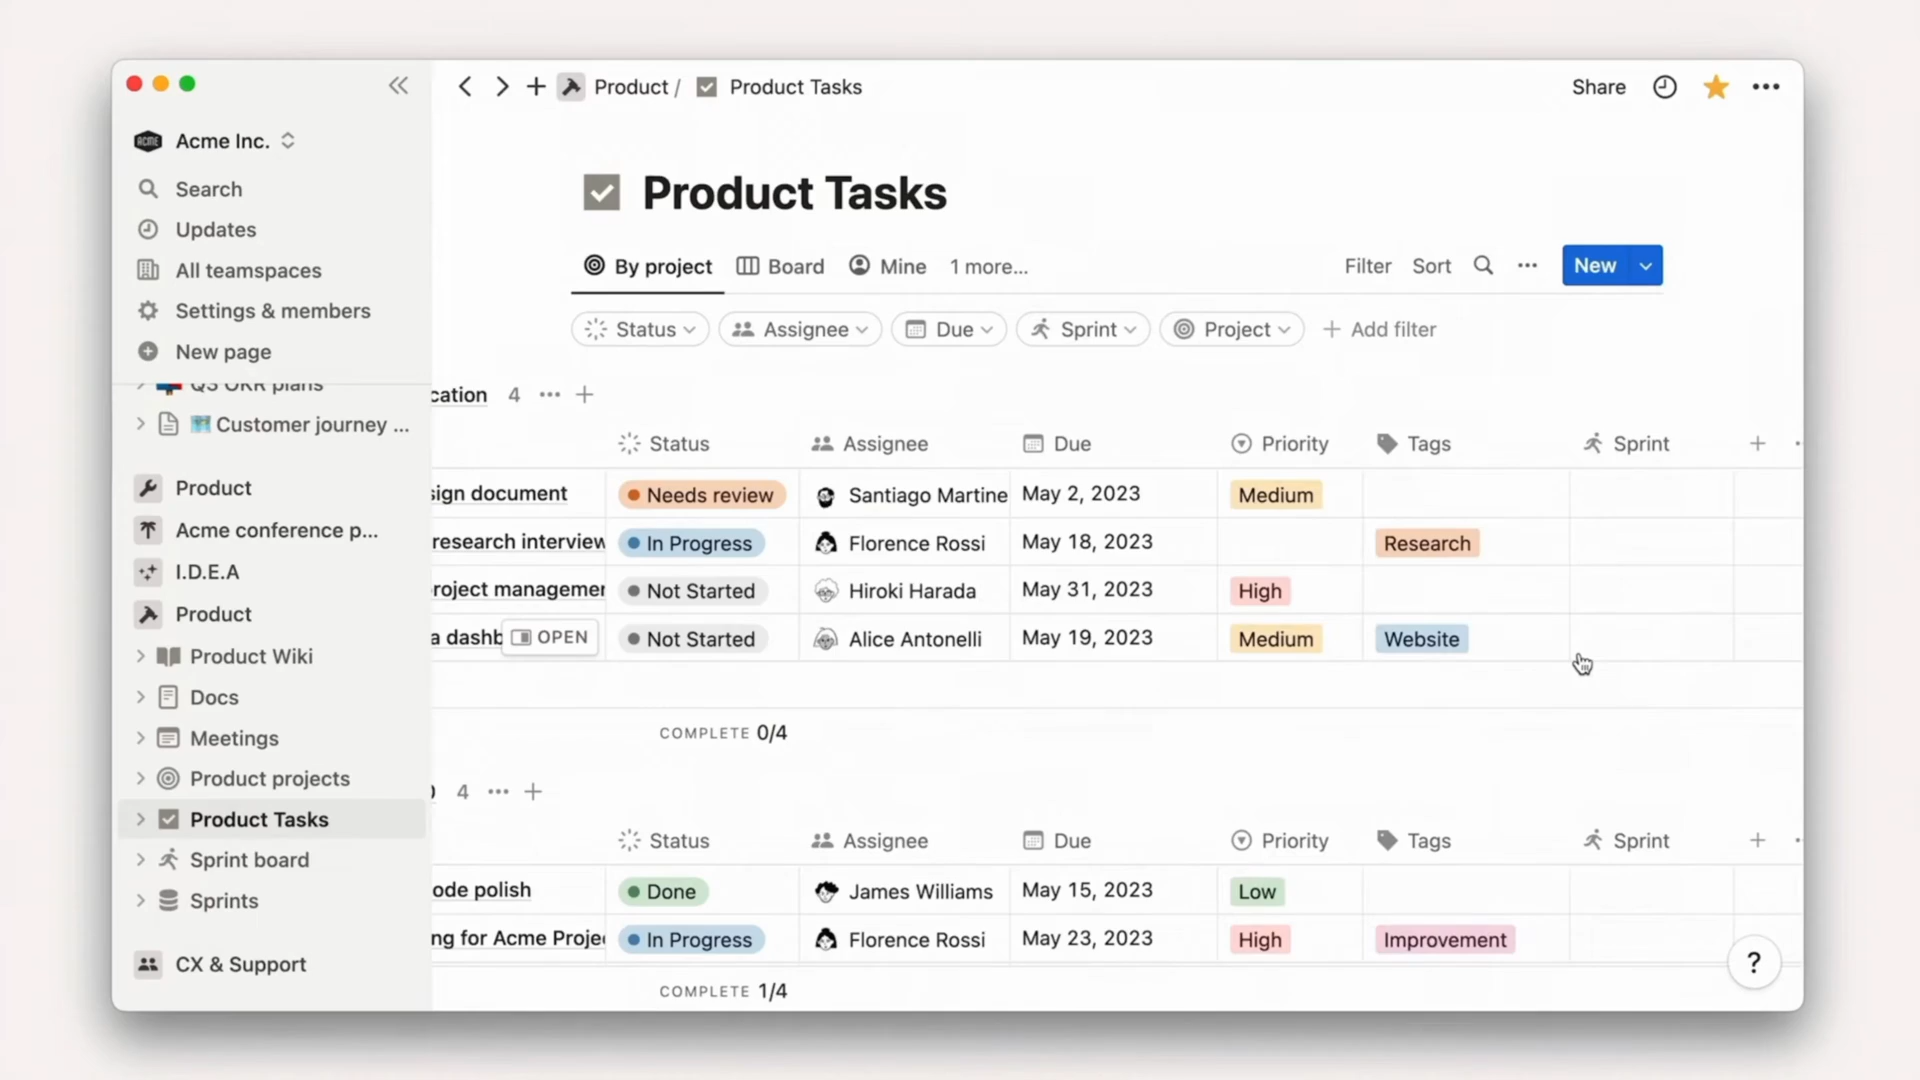 Product / Product Tasks
Share
ACME
Acme Inc.
Search
Updates
All teamspaces
Settings & members
New page
Q3 OKR plans
Customer journey ...
Product
Acme conference p...
I.D.E.A
Product
Product Wiki
Docs
Meetings
Product projects
Product Tasks
Sprint board
Sprints
CX & Support
Product Tasks
By project Board Mine 1 more...
Filter Sort New
Status Assignee Due Sprint Project + Add filter
cation 4 ••• +
Status Assignee Due Priority Tags Sprint +
sign document Needs review Santiago Martine May 2, 2023 Medium
research interview In Progress Florence Rossi May 18, 2023 Research
roject managemer Not Started Hiroki Harada May 31, 2023 High
a dashb OPEN Not Started Alice Antonelli May 19, 2023 Medium Website
COMPLETE 0/4
4 ••• +
Status Assignee Due Priority Tags Sprint +
ode polish Done James Williams May 15, 2023 Low
ng for Acme Projec In Progress Florence Rossi May 23, 2023 High Improvement
COMPLETE 1/4
?